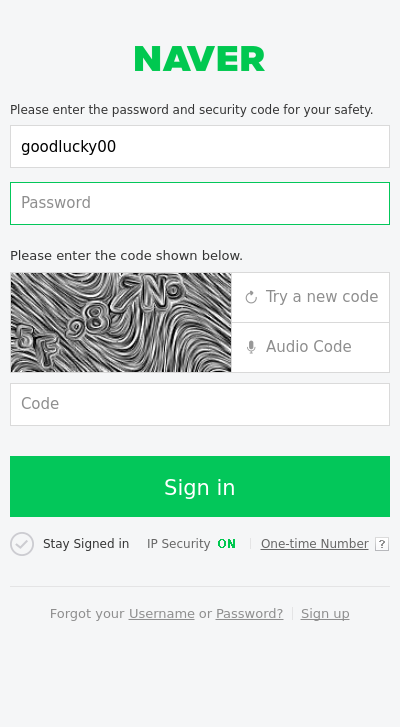 NAVER
Please enter the password and security code for your safety.
goodlucky00
Password
Please enter the code shown below.
Try a new code
Audio Code
Code
Sign in
Stay Signed in IP Security ON One-time Number ?
Forgot your Username or Password? Sign up